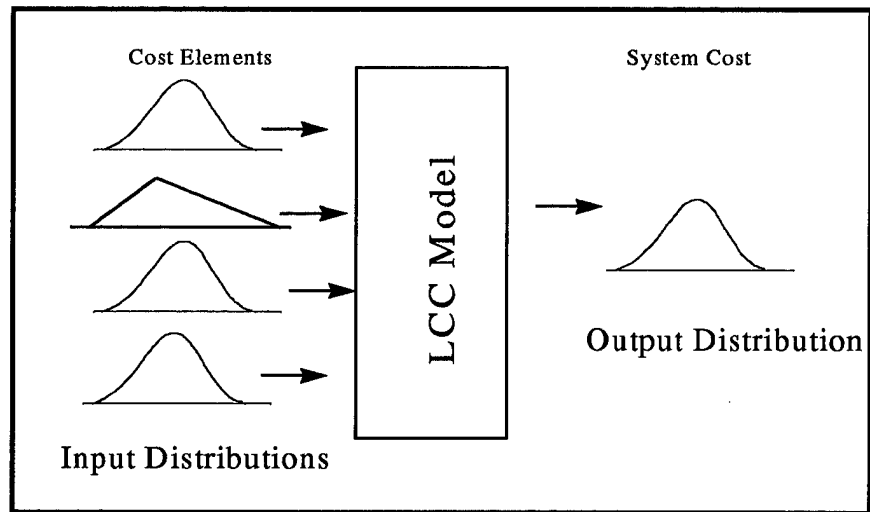 Cost Elements
System Cost
LCC Model
Output Distribution
Input Distributions